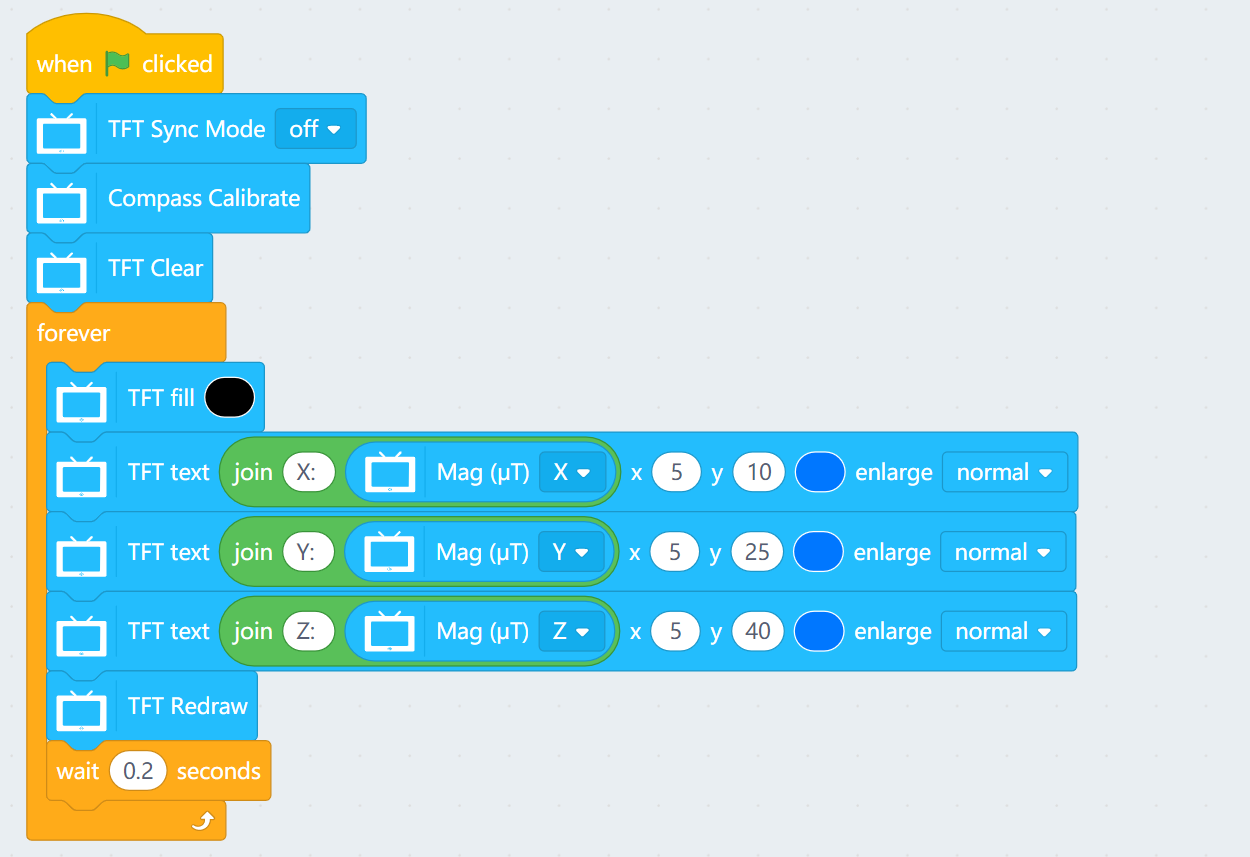 when clicked
TFT Sync Mode off
Compass Calibrate
TFT Clear
forever
TFT fill
TFT text join X: Mag (µT) X x 5 y 10 enlarge normal
TFT text join Y: Mag (µT) Y x 5 y 25 enlarge normal
TFT text join Z: Mag (µT) Z x 5 y 40 enlarge normal
TFT Redraw
wait 0.2 seconds